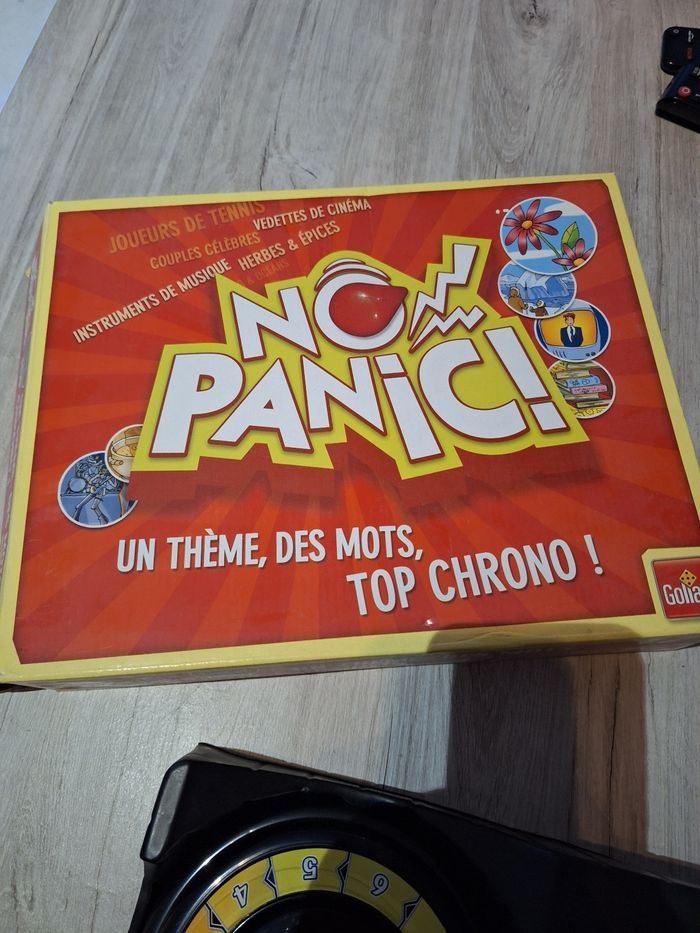 JOUEURS DE TENNIS
VEDETTES DE CINÉMA
COUPLES CÉLÈBRES
HERBES & ÉPICES
INSTRUMENTS DE MUSIQUE
NO
PANiC!
UN THÈME, DES MOTS,
TOP CHRONO !
Golia
4 5 6